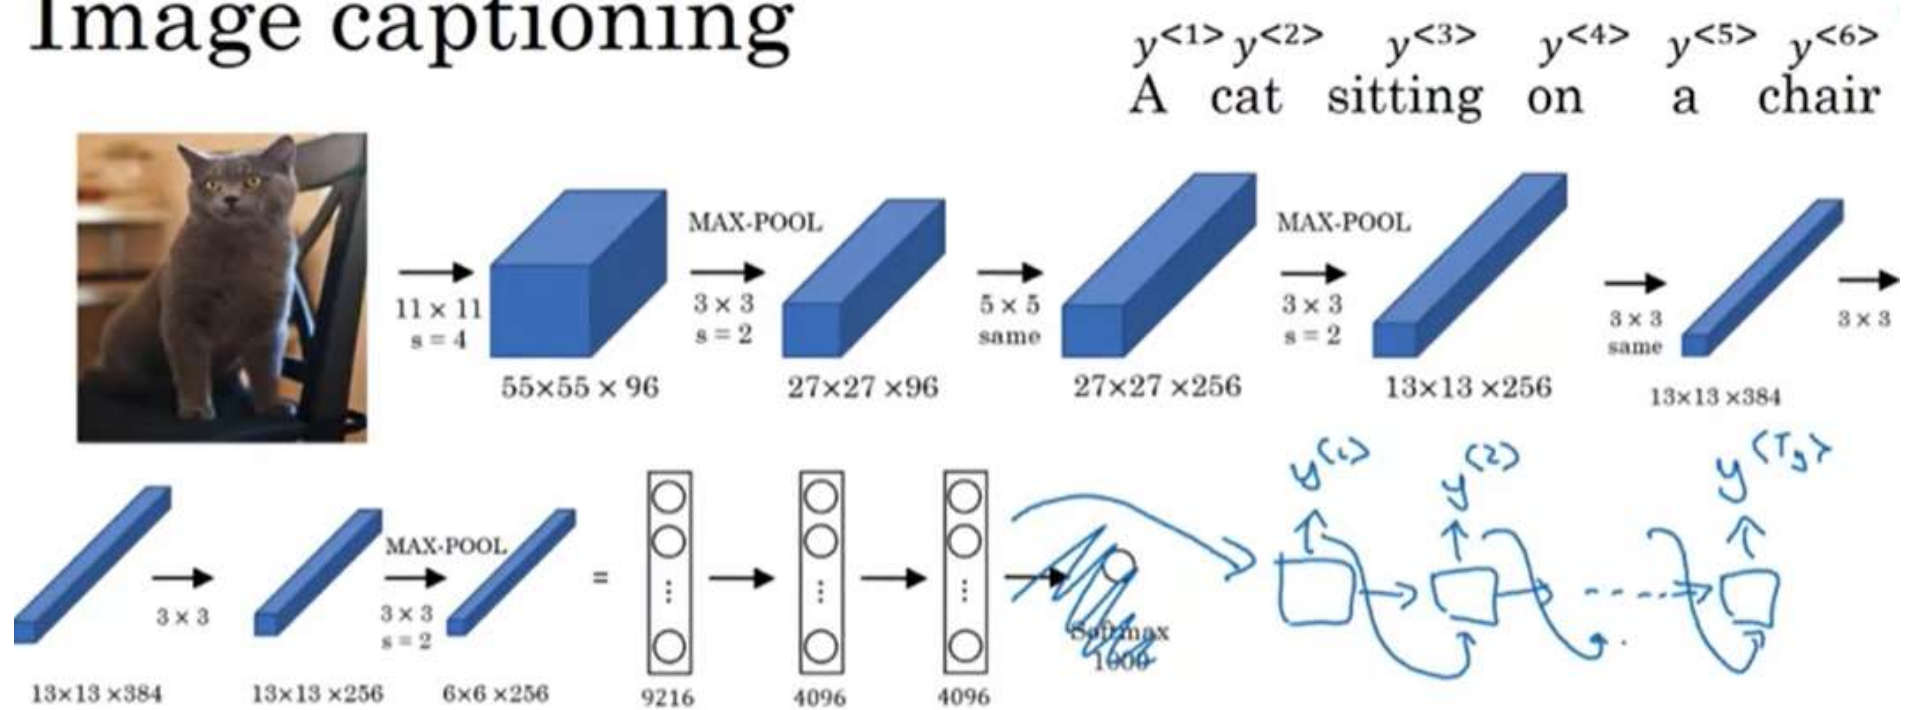 Image captioning
y<1> y<2> y<3> y<4> y<5> y<6>
A cat sitting on a chair
11 × 11
s = 4
55×55 × 96
MAX-POOL
3 × 3
s = 2
27×27 ×96
5 × 5
same
27×27 ×256
MAX-POOL
3 × 3
s = 2
13×13 ×256
3 × 3
same
13×13 ×384
3 × 3
13×13 ×384
3 × 3
13×13 ×256
MAX-POOL
3 × 3
s = 2
6×6 ×256
=
9216
4096
4096
Softmax
1000
y<1>
y<2>
y<Ty>